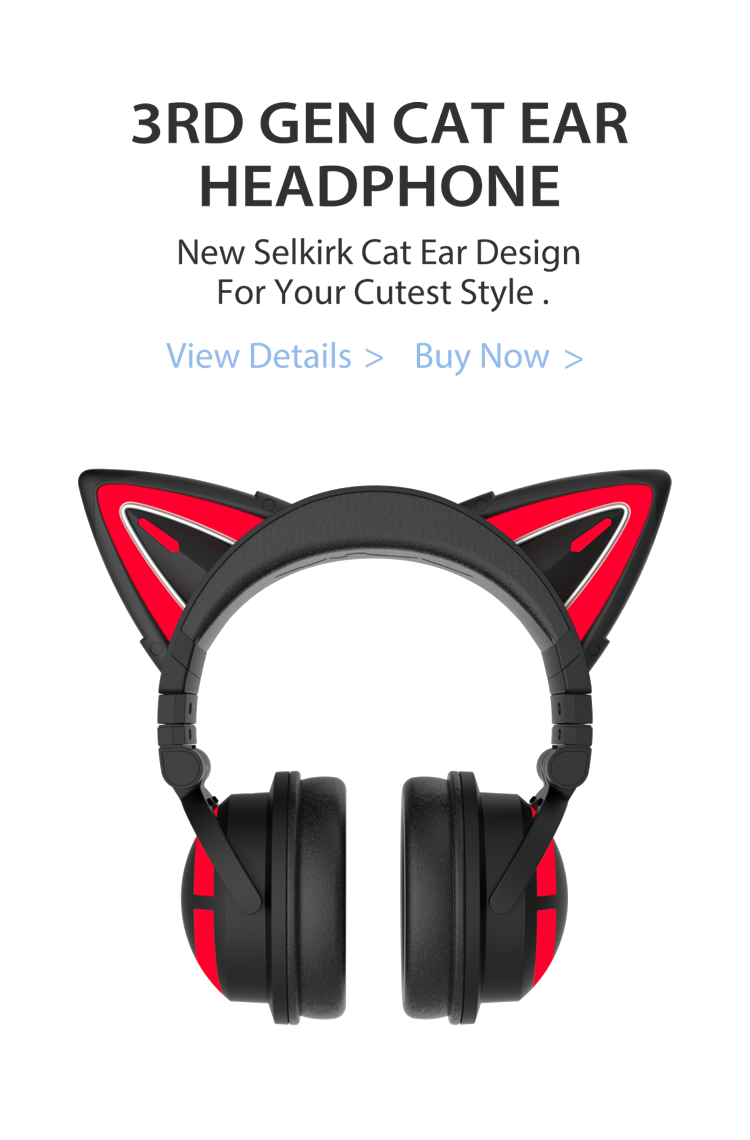 3RD GEN CAT EAR
HEADPHONE
New Selkirk Cat Ear Design
For Your Cutest Style .
View Details > Buy Now >